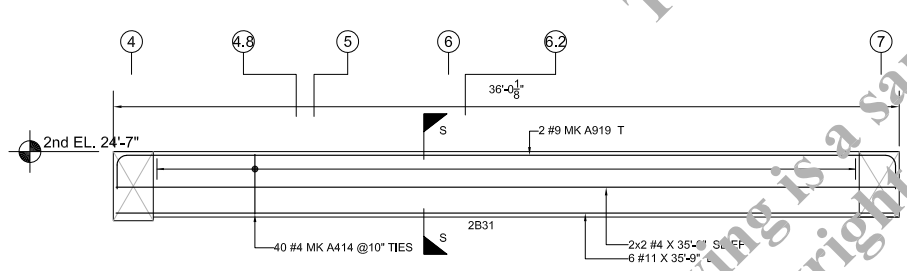 4 4.8 5 6 6.2 7
36'-0 1/8"
S
2 #9 MK A919 T
2nd EL. 24'-7"
2B31
S
40 #4 MK A414 @10" TIES
2x2 #4 X
6 #11 X 35'-9"